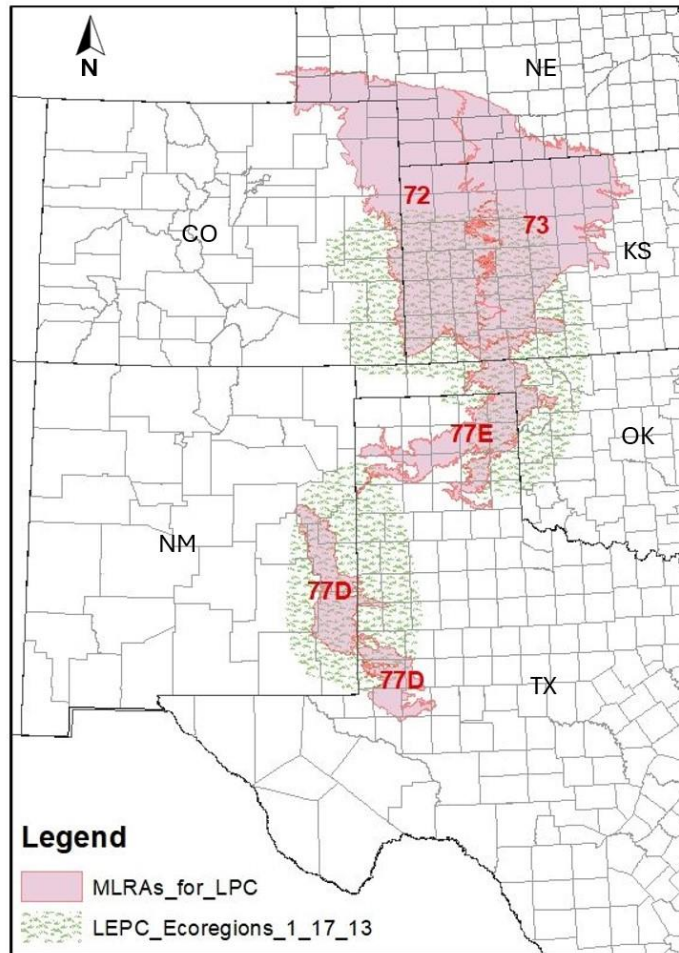 N
NE
72
CO
73
KS
77E
OK
NM
77D
77D
TX
Legend
MLRAs_for_LPC
LEPC_Ecoregions_1_17_13